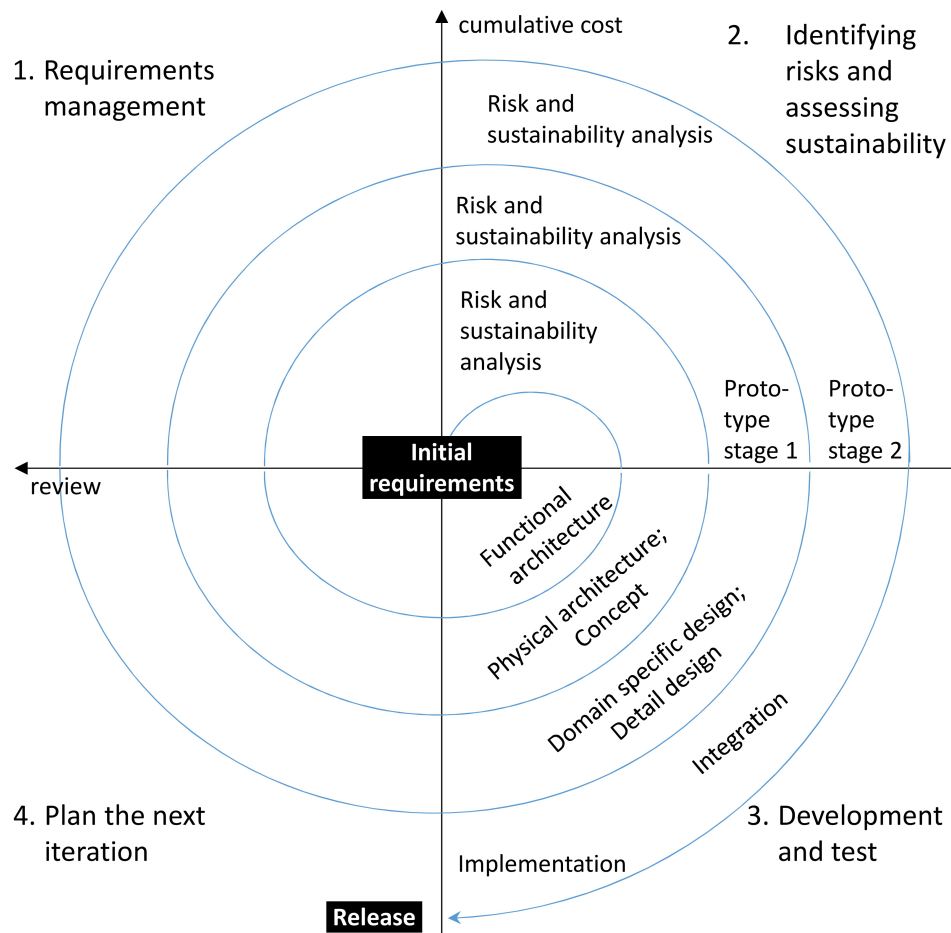 cumulative cost
1. Requirements
management
2. Identifying
risks and
assessing
sustainability
Risk and
sustainability analysis
Risk and
sustainability analysis
Risk and
sustainability
analysis
Proto-
type
stage 1
Proto-
type
stage 2
Initial
requirements
review
Functional
architecture
Physical architecture;
Concept
Domain specific design;
Detail design
Integration
4. Plan the next
iteration
3. Development
and test
Implementation
Release